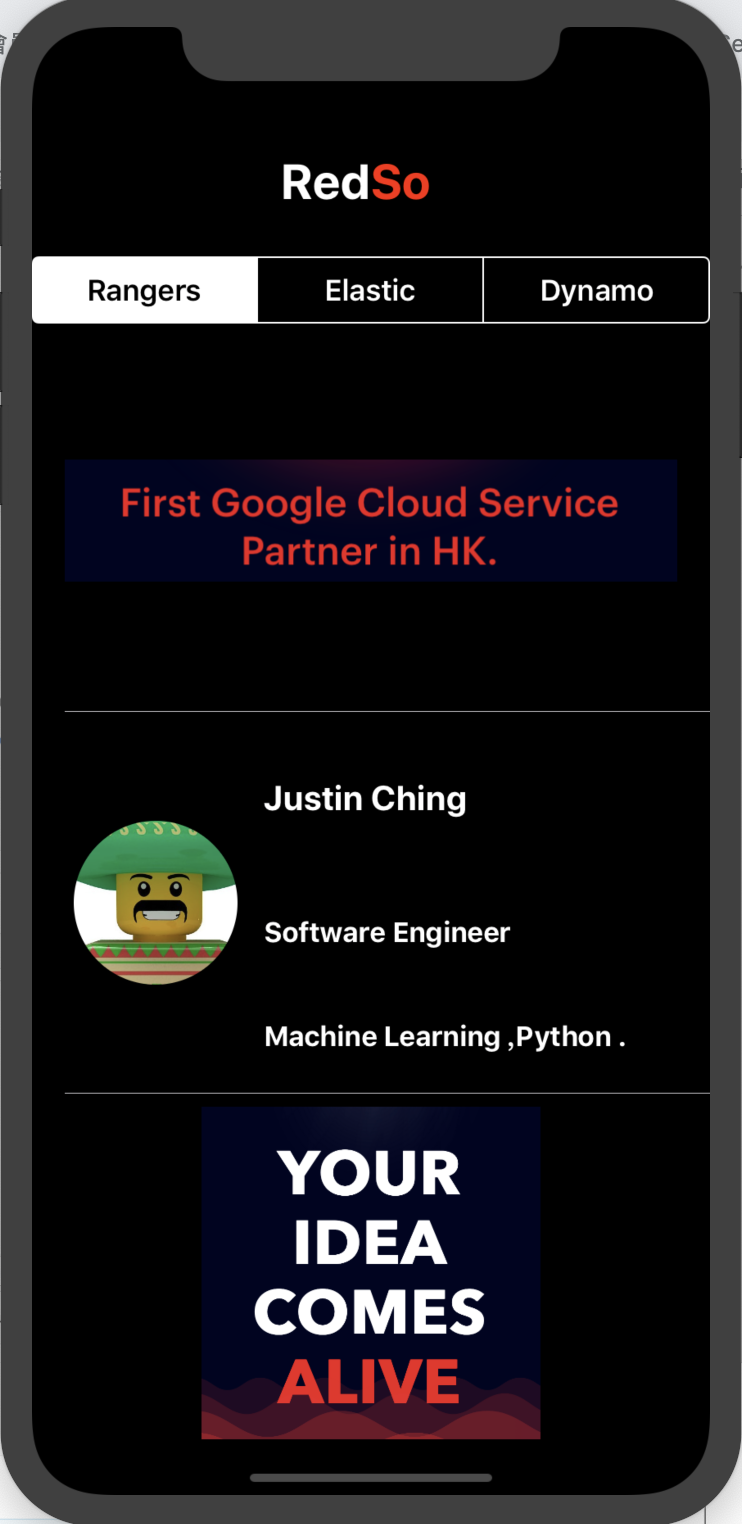 RedSo
Rangers
Elastic
Dynamo
First Google Cloud Service
Partner in HK.
Justin Ching
Software Engineer
Machine Learning ,Python .
YOUR
IDEA
COMES
ALIVE